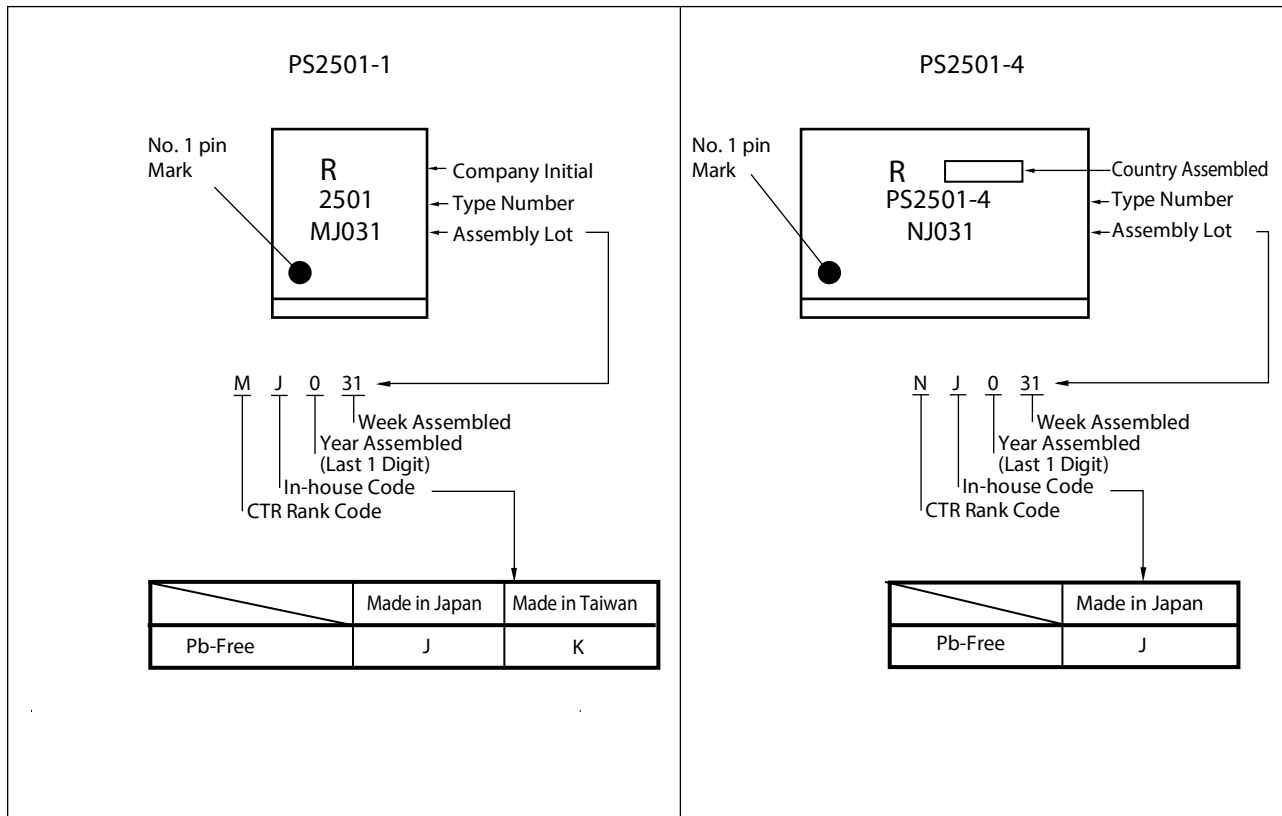 PS2501-1
No. 1 pin
Mark
R
2501
MJ031
Company Initial
Type Number
Assembly Lot
M J 0 31
Week Assembled
Year Assembled
(Last 1 Digit)
In-house Code
CTR Rank Code
Made in Japan Made in Taiwan
Pb-Free J K
PS2501-4
No. 1 pin
Mark
R
PS2501-4
NJ031
Country Assembled
Type Number
Assembly Lot
N J 0 31
Week Assembled
Year Assembled
(Last 1 Digit)
In-house Code
CTR Rank Code
Made in Japan
Pb-Free J